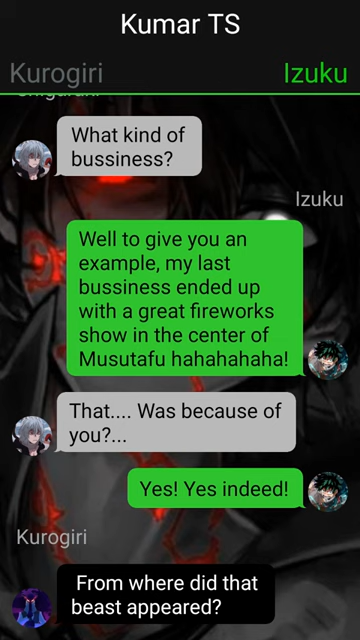 Kumar TS
Kurogiri
Izuku
Shigaraki
What kind of
bussiness?
Izuku
Well to give you an
example, my last
bussiness ended up
with a great fireworks
show in the center of
Musutafu hahahahaha!
That.... Was because of
you?...
Yes! Yes indeed!
Kurogiri
From where did that
beast appeared?